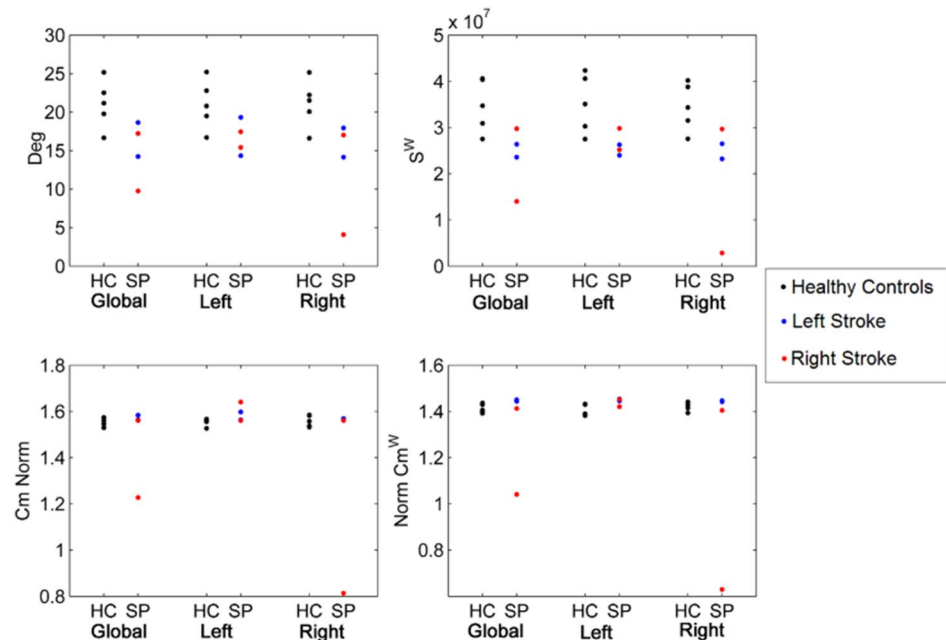 30
25
20
15
10
5
0
Deg
HC SP HC SP HC SP
Global Left Right
x 10^7
5
4
3
2
1
0
S^W
HC SP HC SP HC SP
Global Left Right
Healthy Controls
Left Stroke
Right Stroke
1.8
1.6
1.4
1.2
1
0.8
Cm Norm
HC SP HC SP HC SP
Global Left Right
1.6
1.4
1.2
1
0.8
Norm Cm^W
HC SP HC SP HC SP
Global Left Right